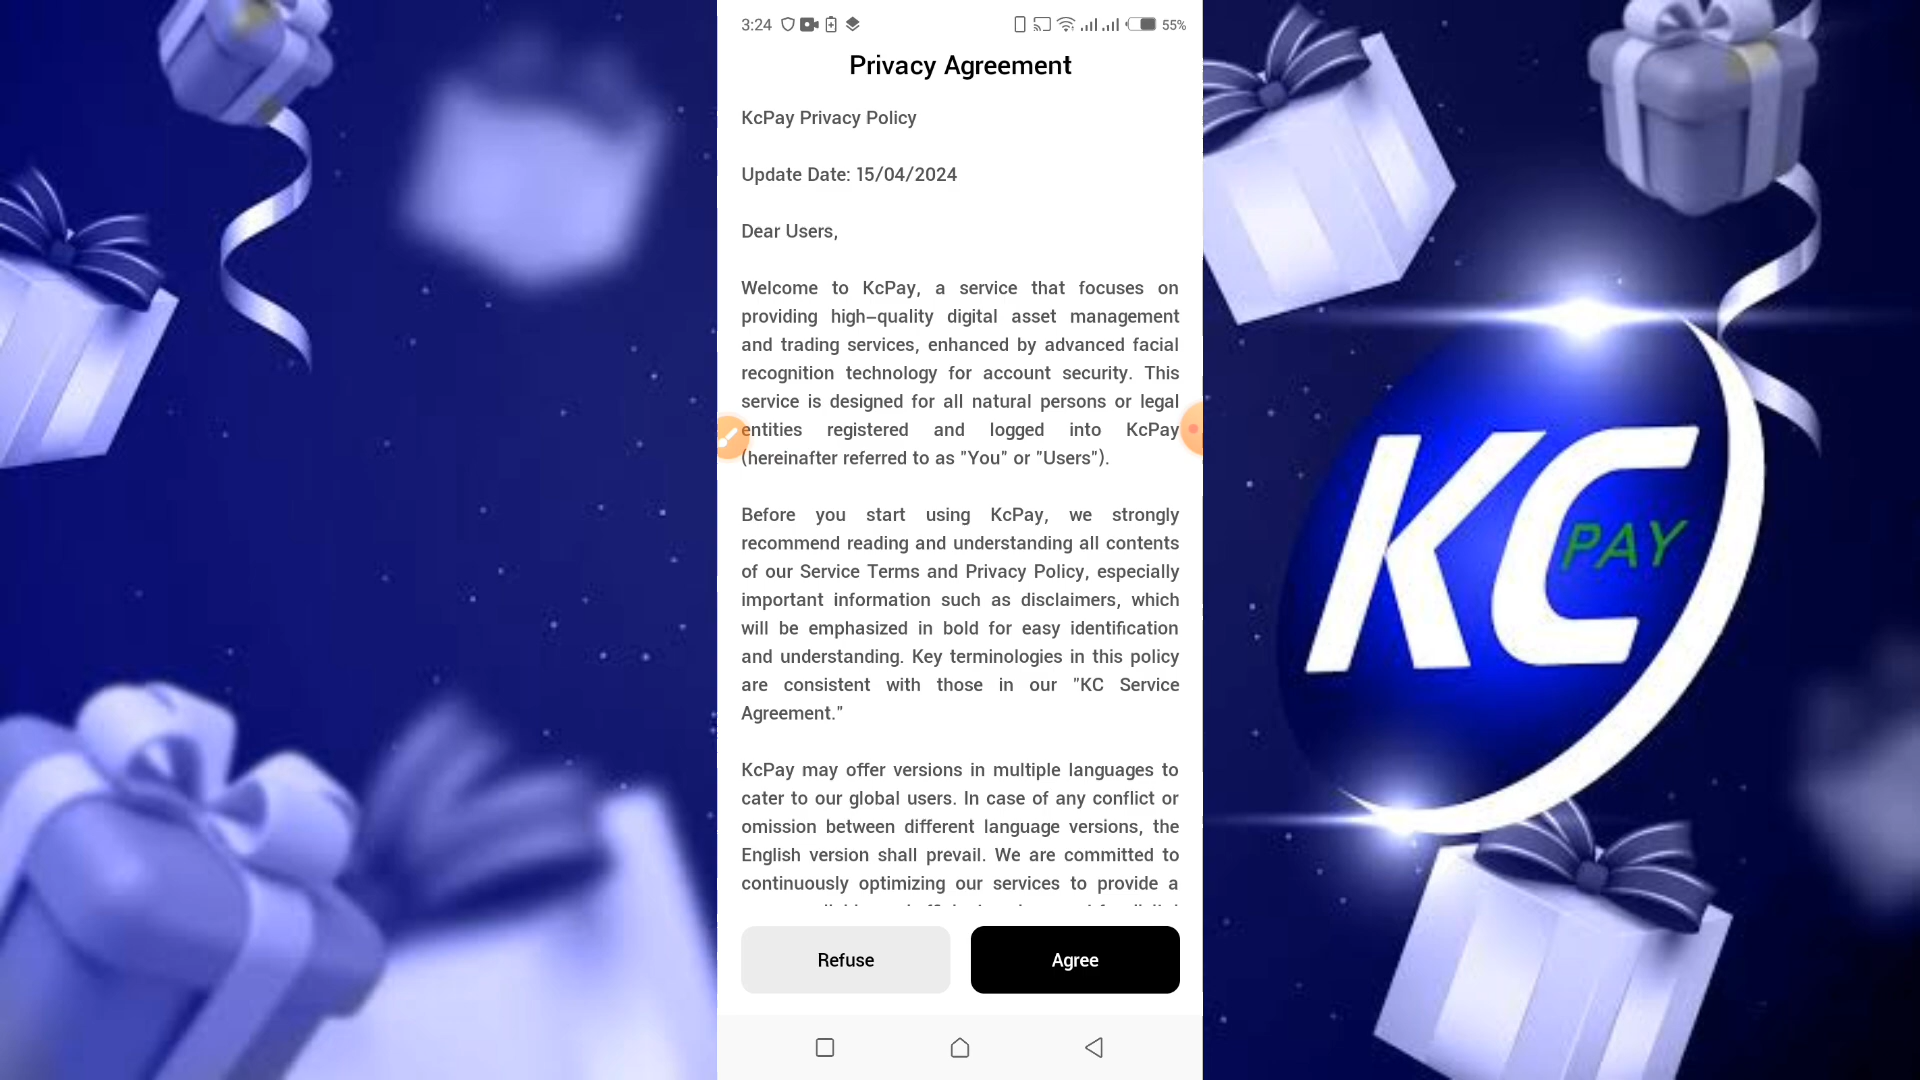 3:24
55%
Privacy Agreement
KcPay Privacy Policy
Update Date: 15/04/2024
Dear Users,
Welcome to KcPay, a service that focuses on
providing high–quality digital asset management
and trading services, enhanced by advanced facial
recognition technology for account security. This
service is designed for all natural persons or legal
entities registered and logged into KcPay
(hereinafter referred to as "You" or "Users").
Before you start using KcPay, we strongly
recommend reading and understanding all contents
of our Service Terms and Privacy Policy, especially
important information such as disclaimers, which
will be emphasized in bold for easy identification
and understanding. Key terminologies in this policy
are consistent with those in our "KC Service
Agreement."
KcPay may offer versions in multiple languages to
cater to our global users. In case of any conflict or
omission between different language versions, the
English version shall prevail. We are committed to
continuously optimizing our services to provide a
Refuse
Agree
KC
PAY